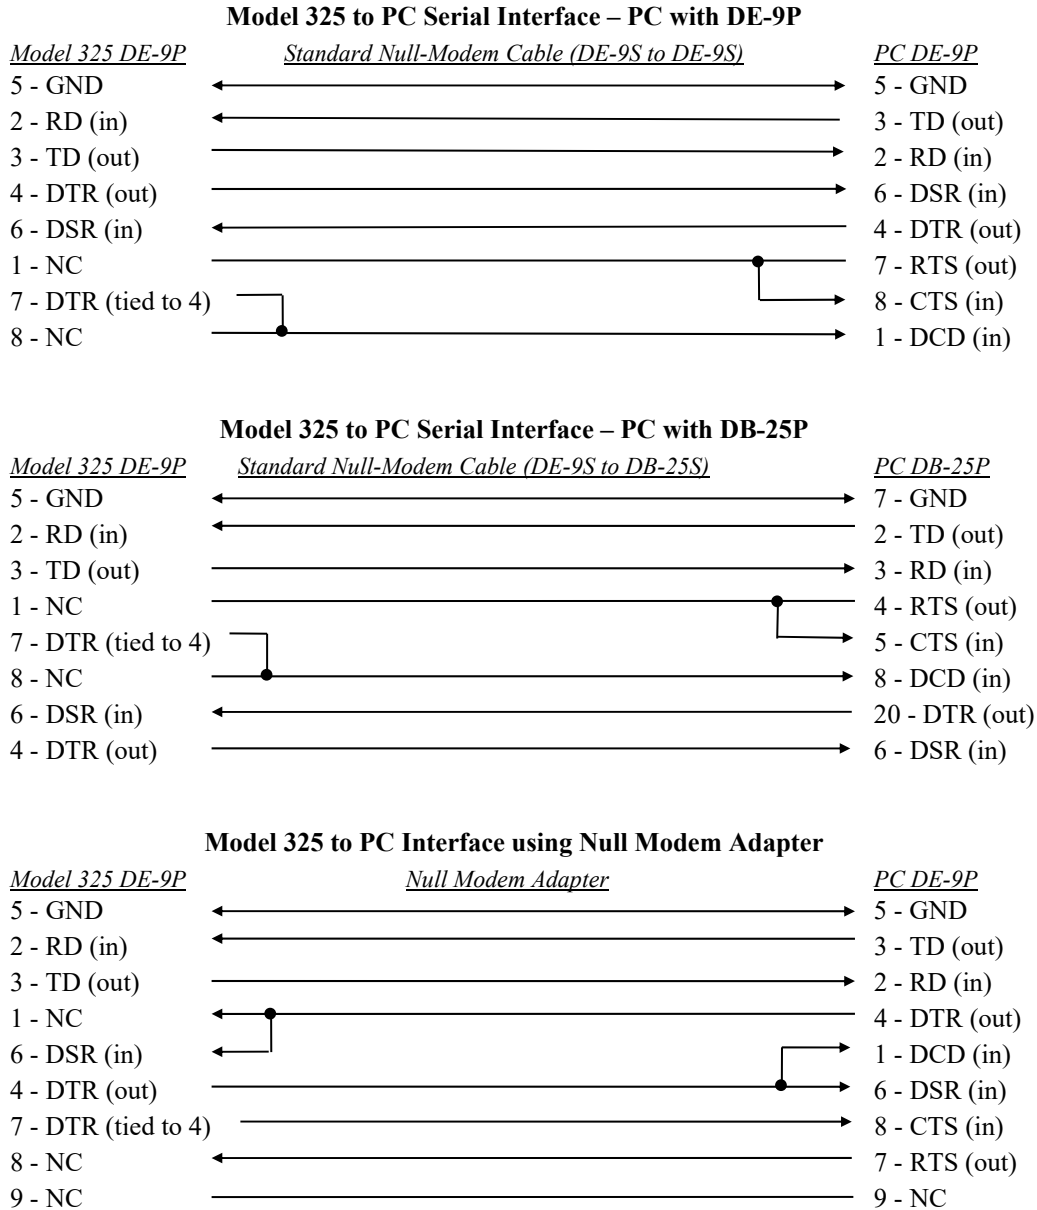 Model 325 to PC Serial Interface – PC with DE-9P
Model 325 DE-9P Standard Null-Modem Cable (DE-9S to DE-9S) PC DE-9P
5 - GND 5 - GND
2 - RD (in) 3 - TD (out)
3 - TD (out) 2 - RD (in)
4 - DTR (out) 6 - DSR (in)
6 - DSR (in) 4 - DTR (out)
1 - NC 7 - RTS (out)
7 - DTR (tied to 4) 8 - CTS (in)
8 - NC 1 - DCD (in)
Model 325 to PC Serial Interface – PC with DB-25P
Model 325 DE-9P Standard Null-Modem Cable (DE-9S to DB-25S) PC DB-25P
5 - GND 7 - GND
2 - RD (in) 2 - TD (out)
3 - TD (out) 3 - RD (in)
1 - NC 4 - RTS (out)
7 - DTR (tied to 4) 5 - CTS (in)
8 - NC 8 - DCD (in)
6 - DSR (in) 20 - DTR (out)
4 - DTR (out) 6 - DSR (in)
Model 325 to PC Interface using Null Modem Adapter
Model 325 DE-9P Null Modem Adapter PC DE-9P
5 - GND 5 - GND
2 - RD (in) 3 - TD (out)
3 - TD (out) 2 - RD (in)
1 - NC 4 - DTR (out)
6 - DSR (in) 1 - DCD (in)
4 - DTR (out) 6 - DSR (in)
7 - DTR (tied to 4) 8 - CTS (in)
8 - NC 7 - RTS (out)
9 - NC 9 - NC